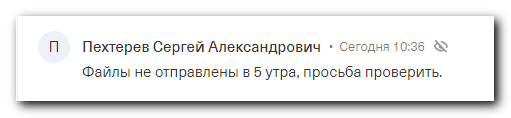 П Пехтерев Сергей Александрович • Сегодня 10:36
Файлы не отправлены в 5 утра, просьба проверить.